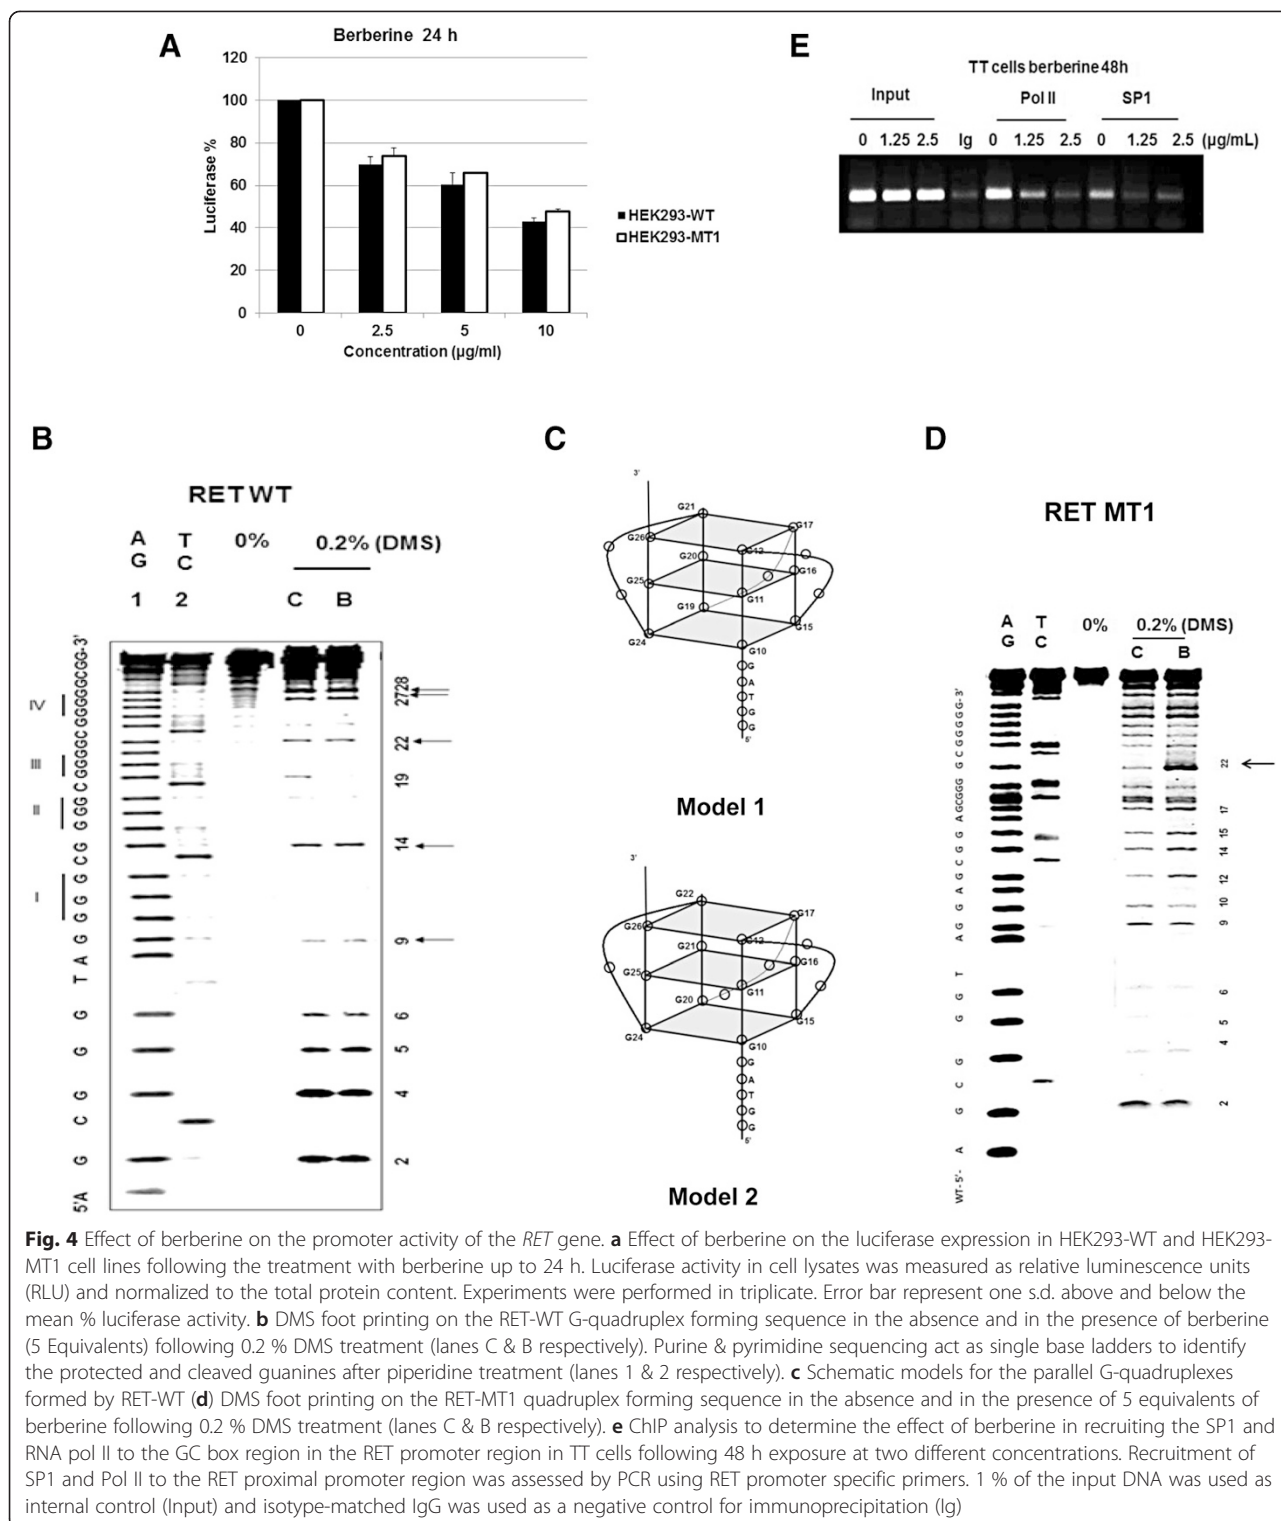 A
Berberine 24 h
120
100
80
60
40
20
0
Luciferase %
0 2.5 5 10
Concentration (µg/ml)
HEK293-WT
HEK293-MT1
E
TT cells berberine 48h
Input Pol II SP1
0 1.25 2.5 Ig 0 1.25 2.5 0 1.25 2.5 (µg/mL)
B
RET WT
A G T C 0% 0.2% (DMS)
1 2 C B
5'A G C G G G T A G G G G C G G G G C G G G C G G G G C G G-3'
IV
III
II
I
2728
22
19
14
9
6
5
4
2
C
3'
G21
G17
G26
G12
G20
G16
G25
G11
G19
G15
G24
G10
G
A
T
G
G
5'
Model 1
3'
G22
G17
G26
G12
G21
G16
G25
G11
G20
G15
G24
G10
G
A
T
G
G
5'
Model 2
D
RET MT1
A G T C 0% 0.2% (DMS)
C B
WT-5'- A G C G G G T A G G A G C G G AGCGGG G C G G G G G-3'
22
17
15
14
12
10
9
6
5
4
2
Fig. 4 Effect of berberine on the promoter activity of the RET gene. a Effect of berberine on the luciferase expression in HEK293-WT and HEK293-
MT1 cell lines following the treatment with berberine up to 24 h. Luciferase activity in cell lysates was measured as relative luminescence units
(RLU) and normalized to the total protein content. Experiments were performed in triplicate. Error bar represent one s.d. above and below the
mean % luciferase activity. b DMS foot printing on the RET-WT G-quadruplex forming sequence in the absence and in the presence of berberine
(5 Equivalents) following 0.2 % DMS treatment (lanes C & B respectively). Purine & pyrimidine sequencing act as single base ladders to identify
the protected and cleaved guanines after piperidine treatment (lanes 1 & 2 respectively). c Schematic models for the parallel G-quadruplexes
formed by RET-WT (d) DMS foot printing on the RET-MT1 quadruplex forming sequence in the absence and in the presence of 5 equivalents of
berberine following 0.2 % DMS treatment (lanes C & B respectively). e ChIP analysis to determine the effect of berberine in recruiting the SP1 and
RNA pol II to the GC box region in the RET promoter region in TT cells following 48 h exposure at two different concentrations. Recruitment of
SP1 and Pol II to the RET proximal promoter region was assessed by PCR using RET promoter specific primers. 1 % of the input DNA was used as
internal control (Input) and isotype-matched IgG was used as a negative control for immunoprecipitation (Ig)